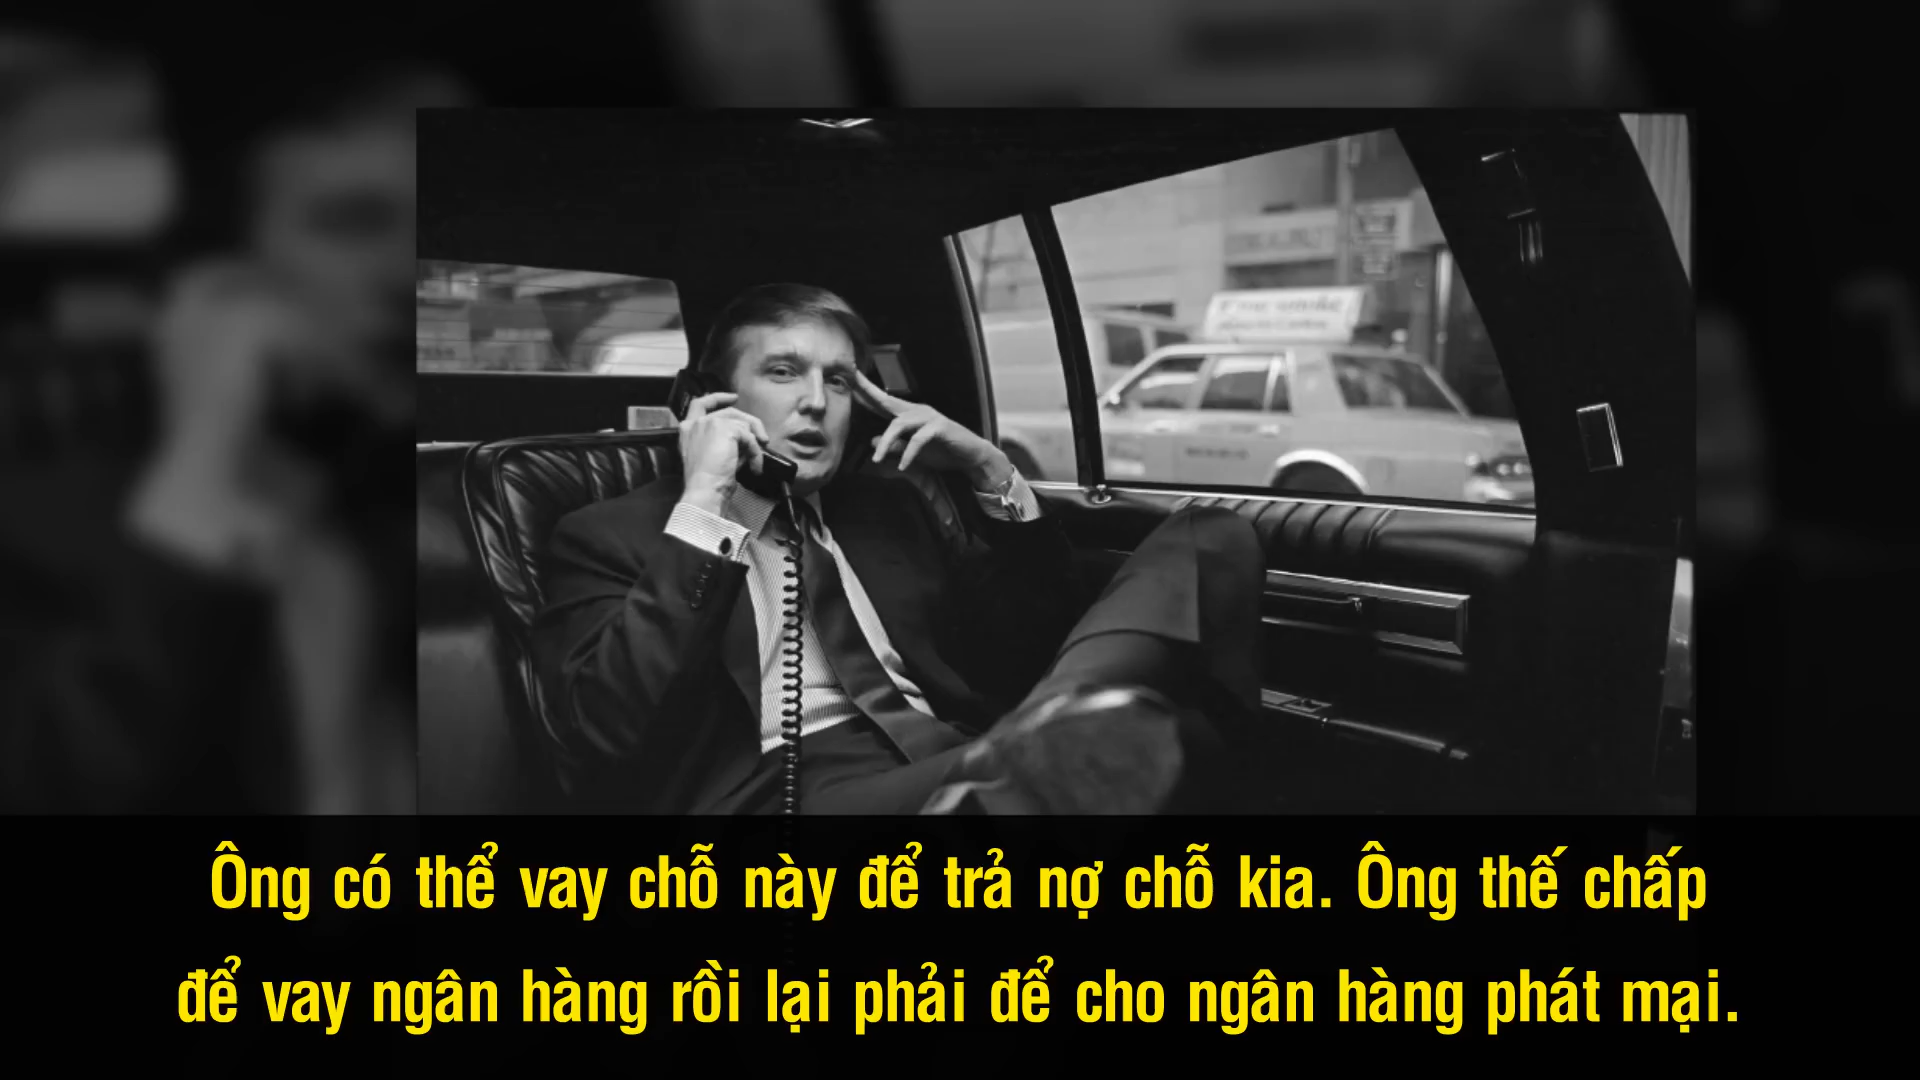 Ông có thể vay chỗ này để trả nợ chỗ kia. Ông thế chấp
để vay ngân hàng rồi lại phải để cho ngân hàng phát mại.